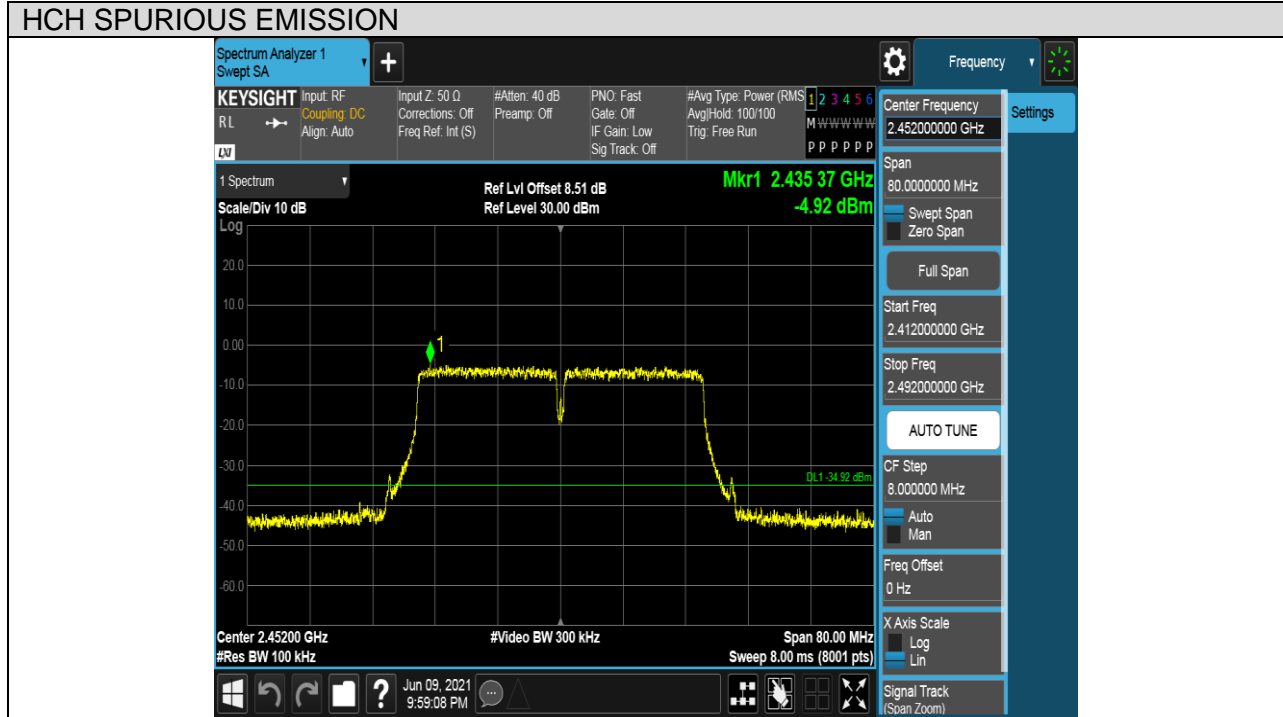 HCH SPURIOUS EMISSION
Spectrum Analyzer 1
Swept SA
+
Frequency
KEYSIGHT
RL
LXI
Input: RF
Coupling: DC
Align: Auto
Input Z: 50 Ω
Corrections: Off
Freq Ref: Int (S)
#Atten: 40 dB
Preamp: Off
PNO: Fast
Gate: Off
IF Gain: Low
Sig Track: Off
#Avg Type: Power (RMS
Avg|Hold: 100/100
Trig: Free Run
1 2 3 4 5 6
M W W W W W
P P P P P P
1 Spectrum
Scale/Div 10 dB
Log
Ref Lvl Offset 8.51 dB
Ref Level 30.00 dBm
Mkr1 2.435 37 GHz
-4.92 dBm
20.0
10.0
0.00
-10.0
-20.0
-30.0
-40.0
-50.0
-60.0
1
DL1 -34.92 dBm
Center 2.45200 GHz
#Res BW 100 kHz
#Video BW 300 kHz
Span 80.00 MHz
Sweep 8.00 ms (8001 pts)
?
Jun 09, 2021
9:59:08 PM
Center Frequency
2.452000000 GHz
Settings
Span
80.0000000 MHz
Swept Span
Zero Span
Full Span
Start Freq
2.412000000 GHz
Stop Freq
2.492000000 GHz
AUTO TUNE
CF Step
8.000000 MHz
Auto
Man
Freq Offset
0 Hz
X Axis Scale
Log
Lin
Signal Track
(Span Zoom)